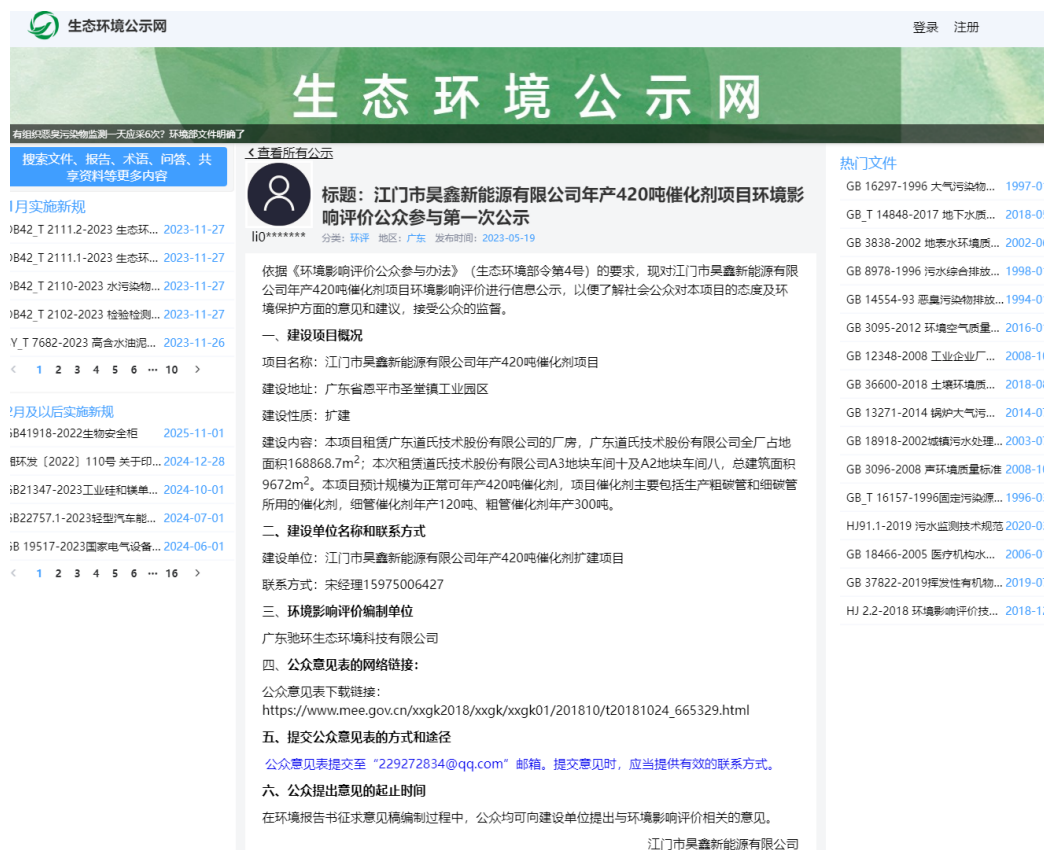 生态环境公示网
登录 注册
生态环境公示网
有组织恶臭污染物监测一天应采6次？环境部文件明确了
搜索文件、报告、术语、问答、共
享资料等更多内容
月实施新规
DB42_T 2111.2-2023 生态环... 2023-11-27
DB42_T 2111.1-2023 生态环... 2023-11-27
DB42_T 2110-2023 水污染物... 2023-11-27
DB42_T 2102-2023 检验检测... 2023-11-27
Y_T 7682-2023 高含水油泥... 2023-11-26
< 1 2 3 4 5 6 ··· 10 >
2月及以后实施新规
GB41918-2022生物安全柜 2025-11-01
环发〔2022〕110号 关于印... 2024-12-28
GB21347-2023工业硅和镁单... 2024-10-01
GB22757.1-2023轻型汽车能... 2024-07-01
GB 19517-2023国家电气设备... 2024-06-01
< 1 2 3 4 5 6 ··· 16 >
<查看所有公示
li0*******
标题：江门市昊鑫新能源有限公司年产420吨催化剂项目环境影
响评价公众参与第一次公示
分类：环评 地区：广东 发布时间：2023-05-19
依据《环境影响评价公众参与办法》（生态环境部令第4号）的要求，现对江门市昊鑫新能源有限
公司年产420吨催化剂项目环境影响评价进行信息公示，以便了解社会公众对本项目的态度及环
境保护方面的意见和建议，接受公众的监督。
一、建设项目概况
项目名称：江门市昊鑫新能源有限公司年产420吨催化剂项目
建设地址：广东省恩平市圣堂镇工业园区
建设性质：扩建
建设内容：本项目租赁广东道氏技术股份有限公司的厂房，广东道氏技术股份有限公司全厂占地
面积168868.7m²；本次租赁道氏技术股份有限公司A3地块车间十及A2地块车间八，总建筑面积
9672m²。本项目预计规模为正常可年产420吨催化剂，项目催化剂主要包括生产粗碳管和细碳管
所用的催化剂，细管催化剂年产120吨、粗管催化剂年产300吨。
二、建设单位名称和联系方式
建设单位：江门市昊鑫新能源有限公司年产420吨催化剂扩建项目
联系方式：宋经理15975006427
三、环境影响评价编制单位
广东驰环生态环境科技有限公司
四、公众意见表的网络链接：
公众意见表下载链接：
https://www.mee.gov.cn/xxgk2018/xxgk/xxgk01/201810/t20181024_665329.html
五、提交公众意见表的方式和途径
公众意见表提交至“229272834@qq.com”邮箱。提交意见时，应当提供有效的联系方式。
六、公众提出意见的起止时间
在环境报告书征求意见稿编制过程中，公众均可向建设单位提出与环境影响评价相关的意见。
江门市昊鑫新能源有限公司
热门文件
GB 16297-1996 大气污染物... 1997-0
GB_T 14848-2017 地下水质... 2018-0
GB 3838-2002 地表水环境质... 2002-0
GB 8978-1996 污水综合排放... 1998-0
GB 14554-93 恶臭污染物排放... 1994-0
GB 3095-2012 环境空气质量... 2016-0
GB 12348-2008 工业企业厂... 2008-10
GB 36600-2018 土壤环境质... 2018-08
GB 13271-2014 锅炉大气污... 2014-0
GB 18918-2002城镇污水处理... 2003-0
GB 3096-2008 声环境质量标准 2008-10
GB_T 16157-1996固定污染源... 1996-0
HJ91.1-2019 污水监测技术规范 2020-0
GB 18466-2005 医疗机构水... 2006-0
GB 37822-2019挥发性有机物... 2019-0
HJ 2.2-2018 环境影响评价技... 2018-12